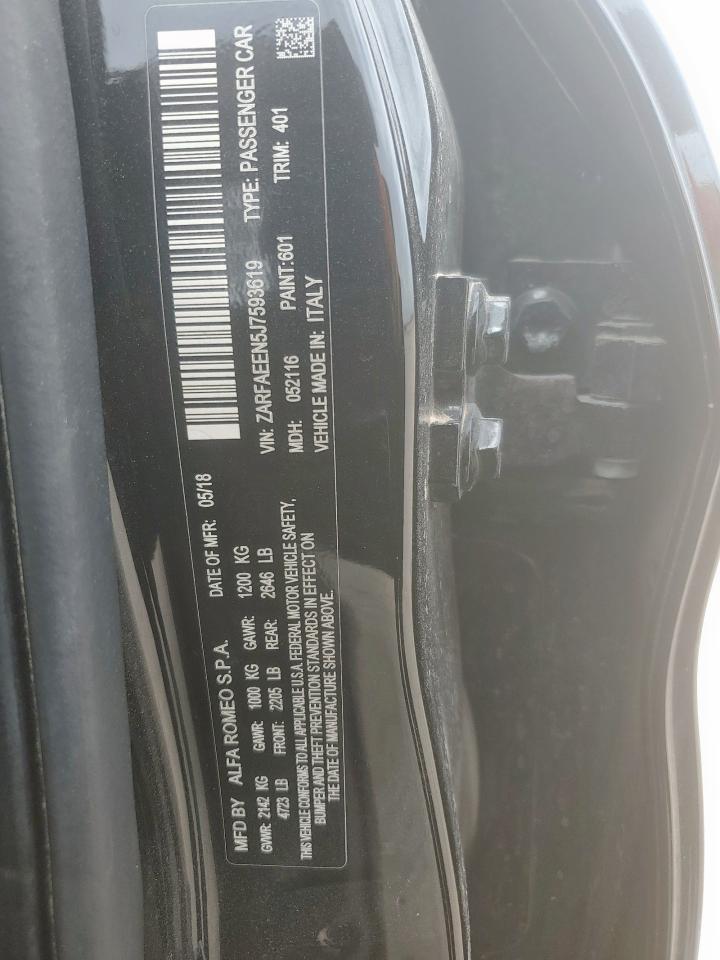 MFD BY ALFA ROMEO S.P.A. DATE OF MFR: 05/18
GVWR: 2142 KG GAWR: 1000 KG GAWR: 1200 KG
4723 LB FRONT: 2205 LB REAR: 2646 LB
THIS VEHICLE CONFORMS TO ALL APPLICABLE U.S.A. FEDERAL MOTOR VEHICLE SAFETY,
BUMPER AND THEFT PREVENTION STANDARDS IN EFFECT ON
THE DATE OF MANUFACTURE SHOWN ABOVE.
VIN: ZARFAEEN5J7593619 TYPE: PASSENGER CAR
MDH: 052116 PAINT:601 TRIM: 401
VEHICLE MADE IN: ITALY